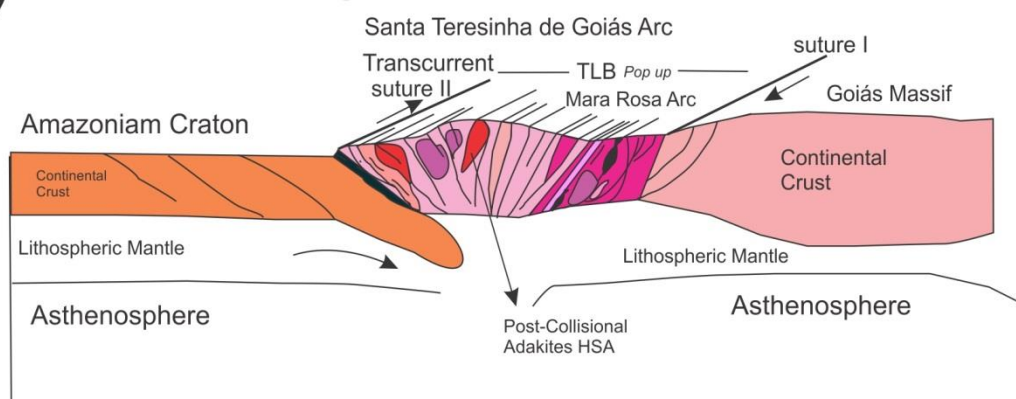 Santa Teresinha de Goiás Arc
Transcurrent
suture II
TLB Pop up
suture I
Mara Rosa Arc
Goiás Massif
Amazoniam Craton
Continental
Crust
Continental
Crust
Lithospheric Mantle
Lithospheric Mantle
Asthenosphere
Asthenosphere
Post-Collisional
Adakites HSA